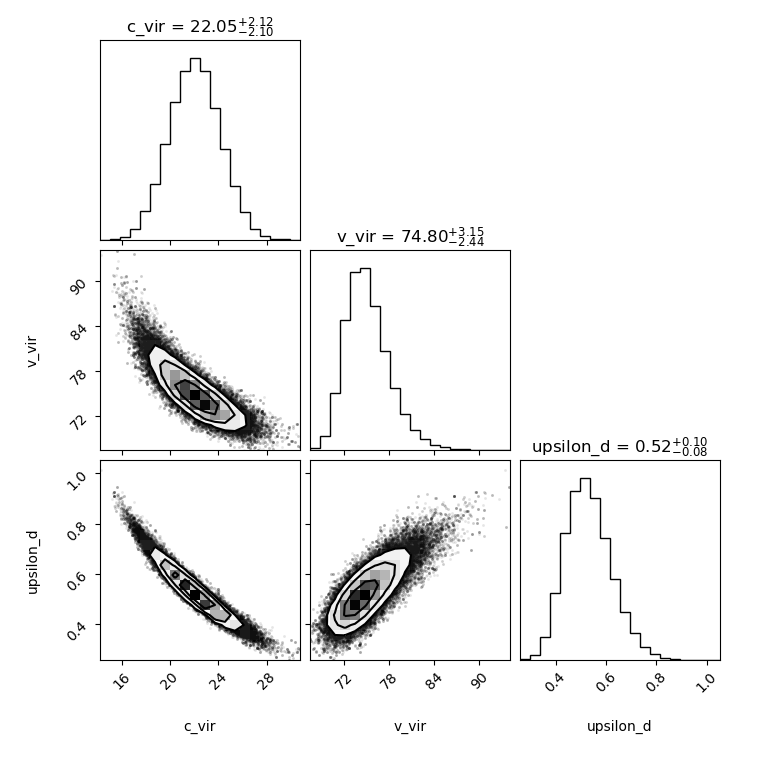 c_vir = 22.05+2.12 −2.10
v_vir = 74.80+3.15 −2.44
90
84
78
72
v_vir
upsilon_d = 0.52+0.10 −0.08
1.0
0.8
0.6
0.4
upsilon_d
16 20 24 28
72 78 84 90
0.4 0.6 0.8 1.0
c_vir
v_vir
upsilon_d